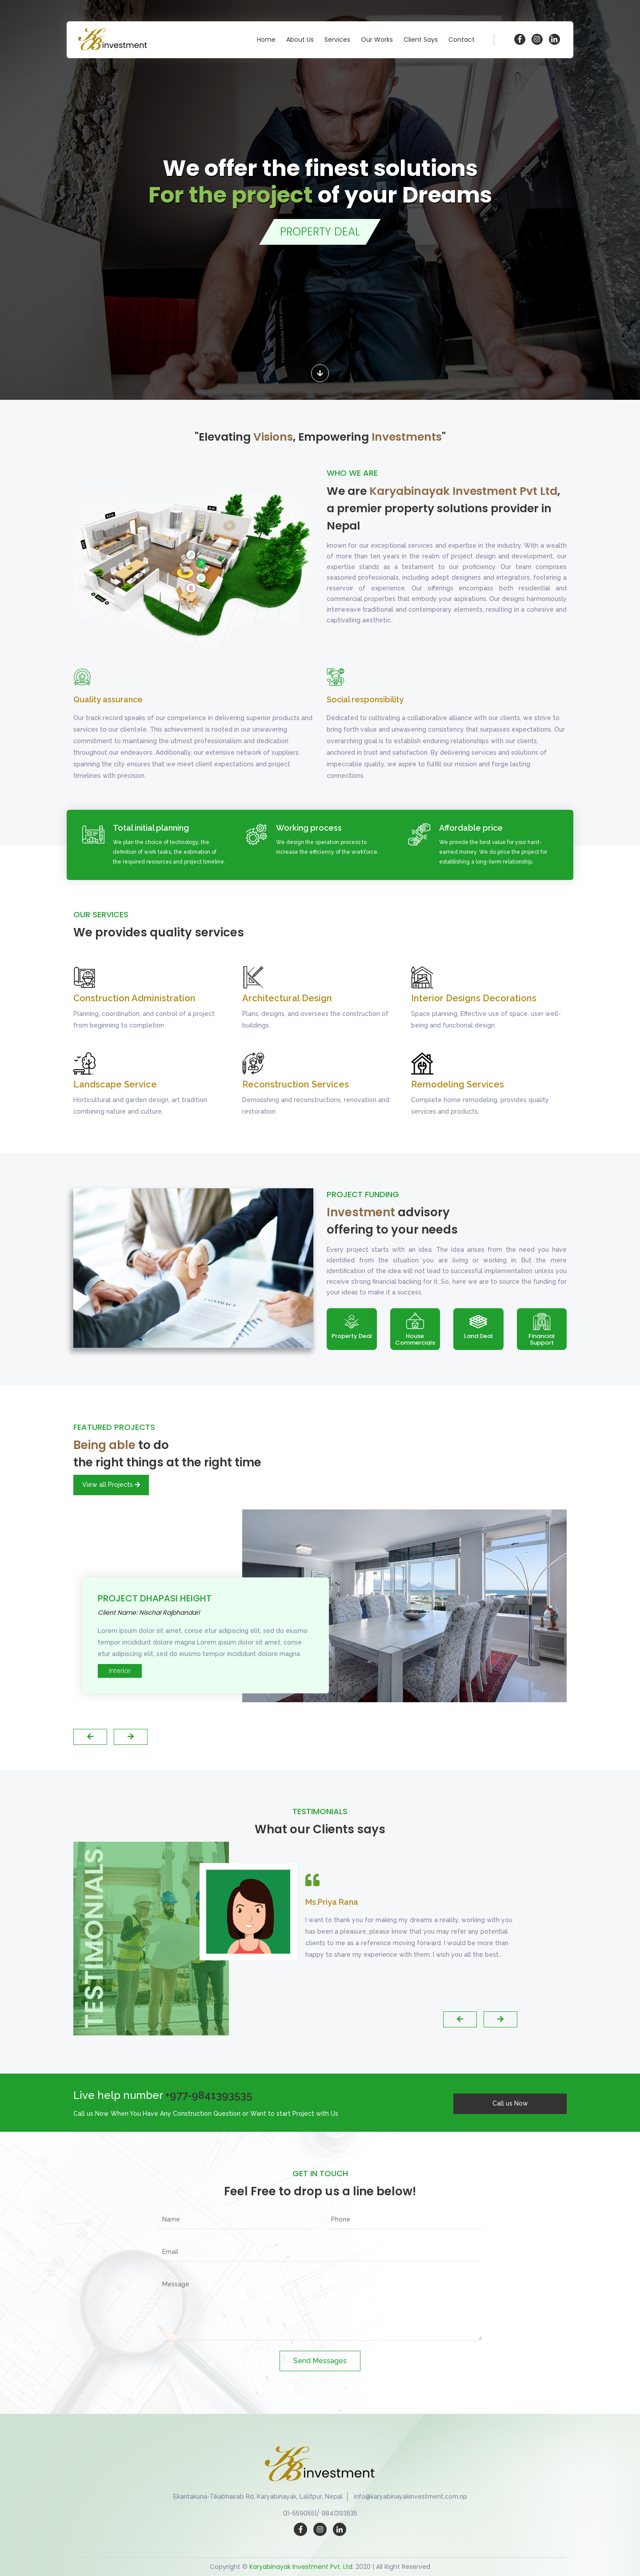 KB investment
Home About Us Services Our Works Client Says Contact
We offer the finest solutions
For the project of your Dreams
PROPERTY DEAL
"Elevating Visions, Empowering Investments"
WHO WE ARE
We are Karyabinayak Investment Pvt Ltd,
a premier property solutions provider in
Nepal
known for our exceptional services and expertise in the industry. With a wealth
of more than ten years in the realm of project design and development, our
expertise stands as a testament to our proficiency. Our team comprises
seasoned professionals, including adept designers and integrators, fostering a
reservoir of experience. Our offerings encompass both residential and
commercial properties that embody your aspirations. Our designs harmoniously
interweave traditional and contemporary elements, resulting in a cohesive and
captivating aesthetic..
Quality assurance
Our track record speaks of our competence in delivering superior products and
services to our clientele. This achievement is rooted in our unwavering
commitment to maintaining the utmost professionalism and dedication
throughout our endeavors. Additionally, our extensive network of suppliers
spanning the city ensures that we meet client expectations and project
timelines with precision.
Social responsibility
Dedicated to cultivating a collaborative alliance with our clients, we strive to
bring forth value and unwavering consistency that surpasses expectations. Our
overarching goal is to establish enduring relationships with our clients,
anchored in trust and satisfaction. By delivering services and solutions of
impeccable quality, we aspire to fulfill our mission and forge lasting
connections.
Total initial planning
We plan the choice of technology, the
definition of work tasks, the estimation of
the required resources and project timeline.
Working process
We design the operation process to
increase the efficiency of the workforce.
Affordable price
We provide the best value for your hard-
earned money. We do price the project for
establishing a long-term relationship.
OUR SERVICES
We provides quality services
Construction Administration
Planning, coordination, and control of a project
from beginning to completion
Architectural Design
Plans, designs, and oversees the construction of
buildings
Interior Designs Decorations
Space planning, Effective use of space, user well-
being and functional design
Landscape Service
Horticultural and garden design, art tradition
combining nature and culture.
Reconstruction Services
Demolishing and reconstructions, renovation and
restoration
Remodeling Services
Complete home remodeling, provides quality
services and products.
PROJECT FUNDING
Investment advisory
offering to your needs
Every project starts with an idea. The idea arises from the need you have
identified from the situation you are living or working in. But the mere
identification of the idea will not lead to successful implementation unless you
receive strong financial backing for it. So, here we are to source the funding for
your ideas to make it a success.
Property Deal
House
Commercials
Land Deal
Financial
Support
CONTRACT
FEATURED PROJECTS
Being able to do
the right things at the right time
View all Projects
PROJECT DHAPASI HEIGHT
Client Name: Nischal Rajbhandari
Lorem ipsum dolor sit amet, conse etur adipiscing elit, sed do eiusmo
tempor incididunt dolore magna Lorem ipsum dolor sit amet, conse
etur adipiscing elit, sed do eiusmo tempor incididunt dolore magna
Interior
TESTIMONIALS
What our Clients says
TESTIMONIALS
Ms.Priya Rana
I want to thank you for making my dreams a reality, working with you
has been a pleasure, please know that you may refer any potential
clients to me as a reference moving forward. I would be more than
happy to share my experience with them. I wish you all the best..
Live help number +977-9841393535
Call us Now When You Have Any Construction Question or Want to start Project with Us
Call us Now
GET IN TOUCH
Feel Free to drop us a line below!
Name
Phone
Email
Message
Send Messages
KB investment
Ekantakuna-Tikabhairab Rd, Karyabinayak, Lalitpur, Nepal info@karyabinayakinvestment.com.np
01-5590551/ 9841393535
Copyright © Karyabinayak Investment Pvt. Ltd. 2020 | All Right Reserved